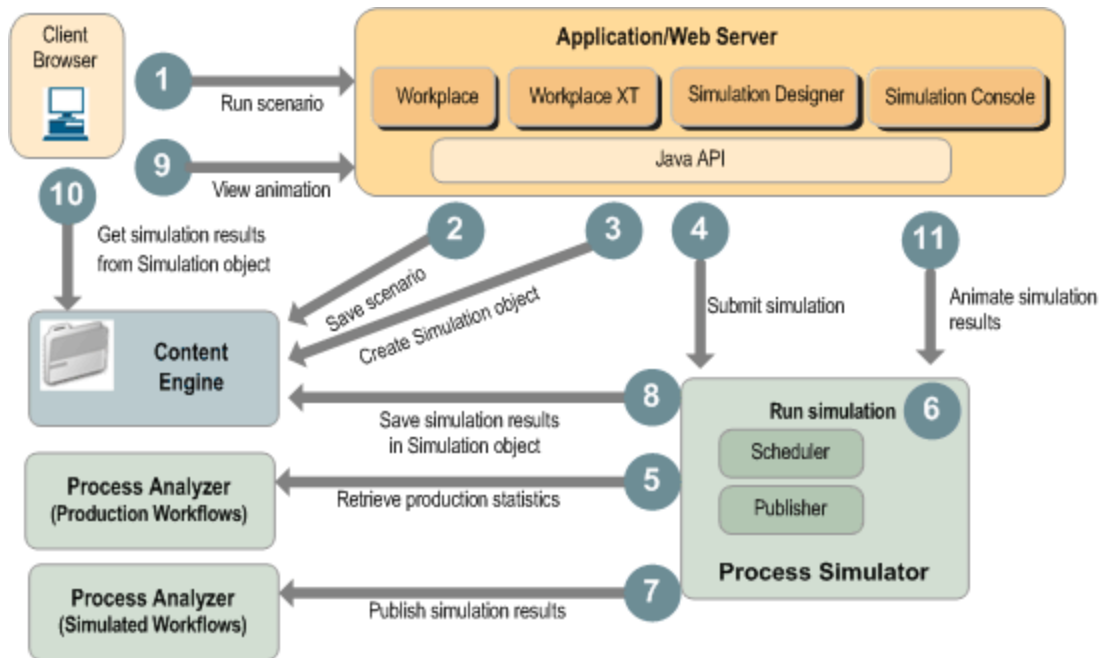 Client
Browser
Application/Web Server
1
Run scenario
Workplace
Workplace XT
Simulation Designer
Simulation Console
Java API
9
View animation
10
Get simulation results
from Simulation object
2
Save scenario
3
Create Simulation object
4
Submit simulation
11
Animate simulation
results
Content
Engine
8
Save simulation results
in Simulation object
Run simulation
6
Scheduler
Publisher
Process Simulator
Process Analyzer
(Production Workflows)
5
Retrieve production statistics
Process Analyzer
(Simulated Workflows)
7
Publish simulation results